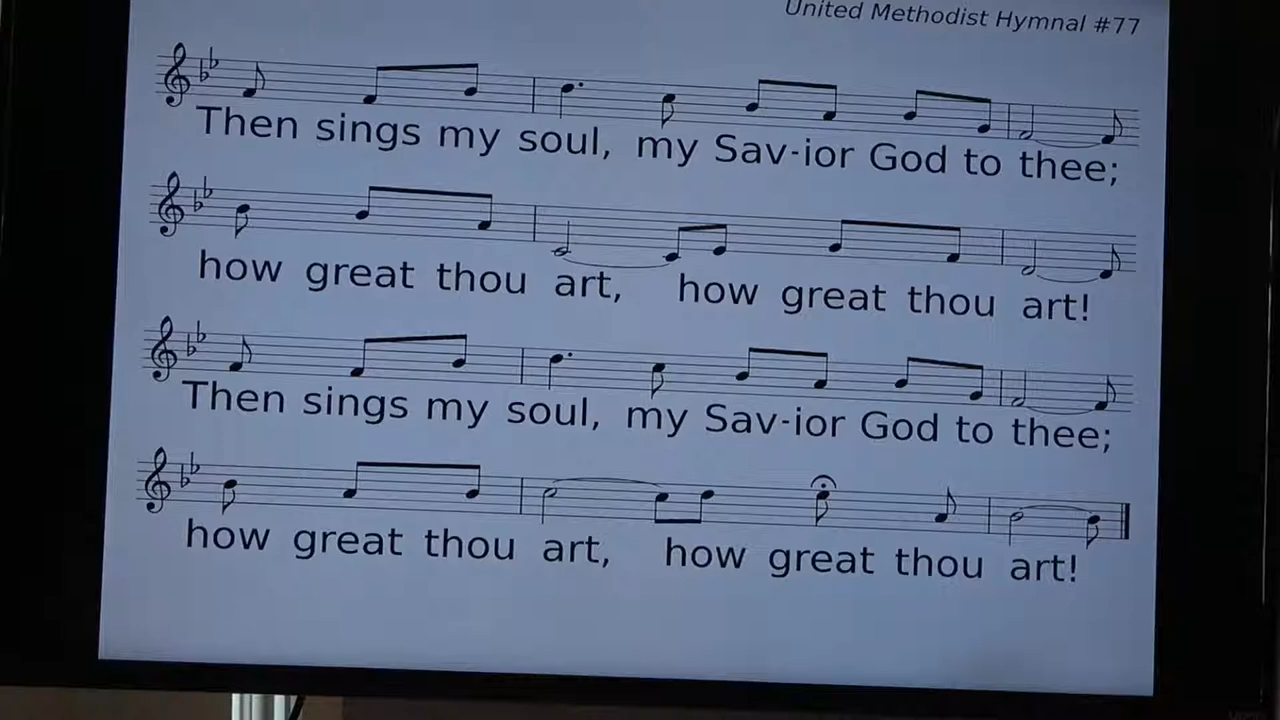 United Methodist Hymnal #77
Then sings my soul, my Sav-ior God to thee;
how great thou art, how great thou art!
Then sings my soul, my Sav-ior God to thee;
how great thou art, how great thou art!